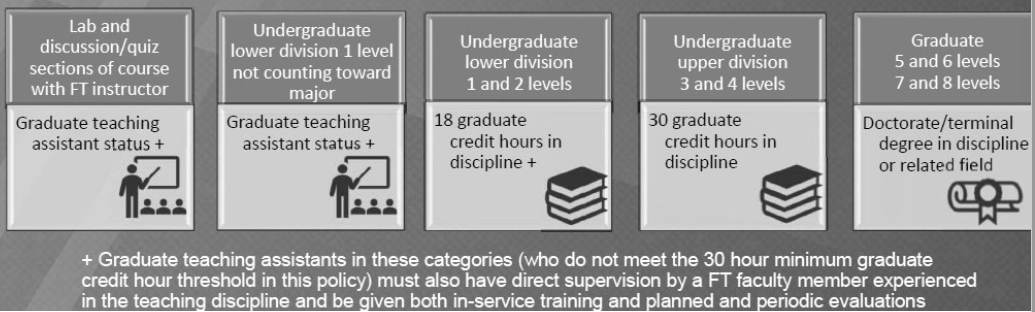 Lab and
discussion/quiz
sections of course
with FT instructor
Graduate teaching
assistant status +
Undergraduate
lower division 1 level
not counting toward
major
Graduate teaching
assistant status +
Undergraduate
lower division
1 and 2 levels
18 graduate
credit hours in
discipline +
Undergraduate
upper division
3 and 4 levels
30 graduate
credit hours in
discipline
Graduate
5 and 6 levels
7 and 8 levels
Doctorate/terminal
degree in discipline
or related field
+ Graduate teaching assistants in these categories (who do not meet the 30 hour minimum graduate
credit hour threshold in this policy) must also have direct supervision by a FT faculty member experienced
in the teaching discipline and be given both in-service training and planned and periodic evaluations